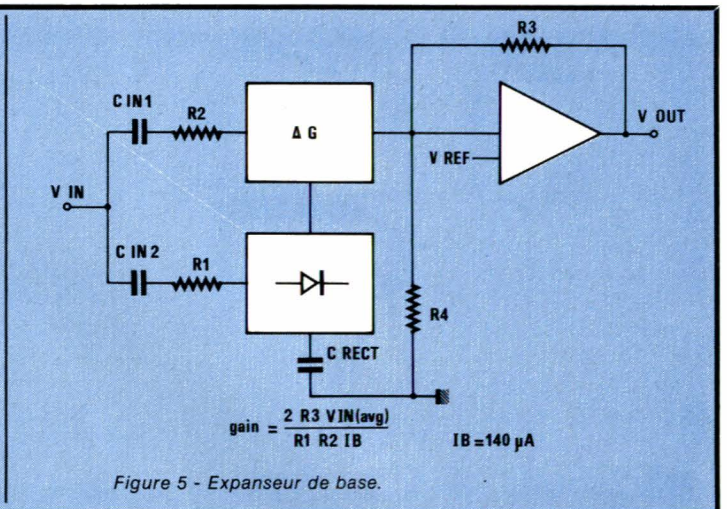 R3
C IN1
R2
Δ G
V OUT
V REF
V IN
C IN2
R1
R4
C RECT
gain = 2 R3 VIN(avg)
R1 R2 IB
IB = 140 µA
Figure 5 - Expanseur de base.